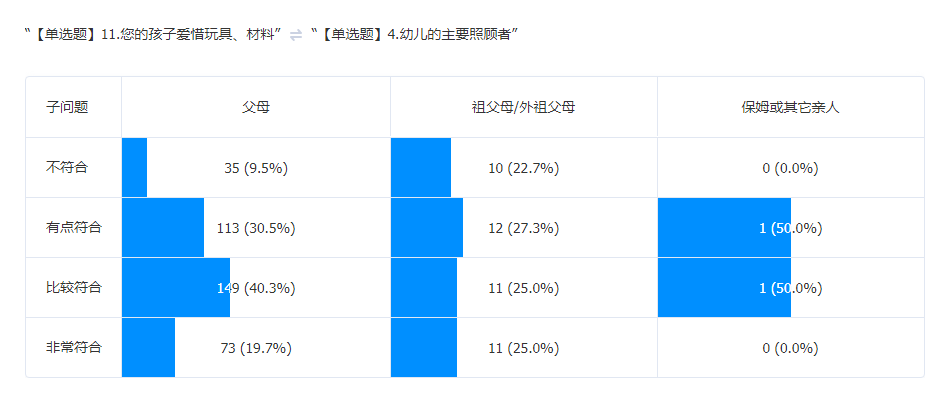 “【单选题】11.您的孩子爱惜玩具、材料” ⇌ “【单选题】4.幼儿的主要照顾者”
子问题 父母 祖父母/外祖父母 保姆或其它亲人
不符合 35 (9.5%) 10 (22.7%) 0 (0.0%)
有点符合 113 (30.5%) 12 (27.3%) 1 (50.0%)
比较符合 149 (40.3%) 11 (25.0%) 1 (50.0%)
非常符合 73 (19.7%) 11 (25.0%) 0 (0.0%)